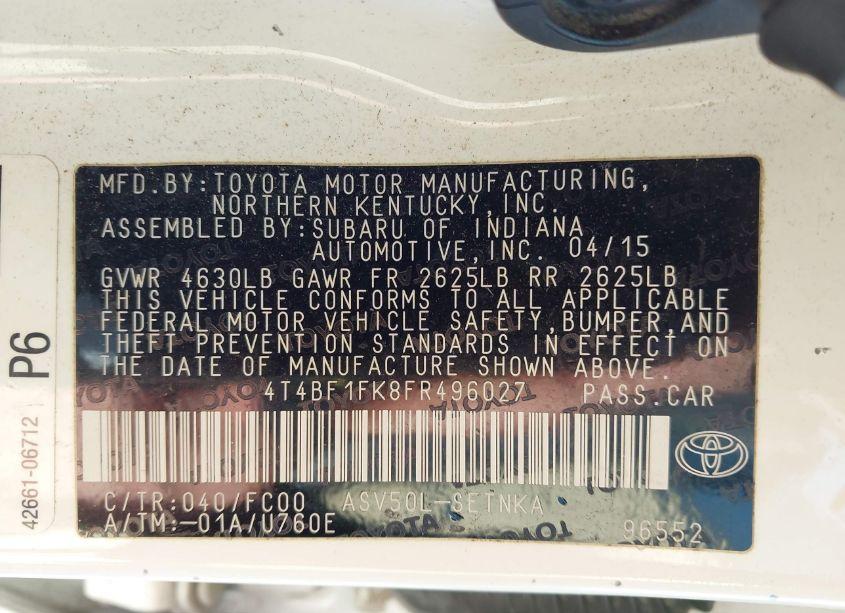 MFD.BY:TOYOTA MOTOR MANUFACTURING,
NORTHERN KENTUCKY,INC.
ASSEMBLED BY:SUBARU OF INDIANA
AUTOMOTIVE,INC. 04/15
GVWR 4630LB GAWR FR 2625LB RR 2625LB
THIS VEHICLE CONFORMS TO ALL APPLICABLE
FEDERAL MOTOR VEHICLE SAFETY,BUMPER,AND
THEFT PREVENTION STANDARDS IN EFFECT ON
THE DATE OF MANUFACTURE SHOWN ABOVE.
4T4BF1FK8FR496027 PASS.CAR
C/TR:040/FC00 ASV50L-SETNKA
A/TM:-01A/U760E 96552
P6
42661-06712